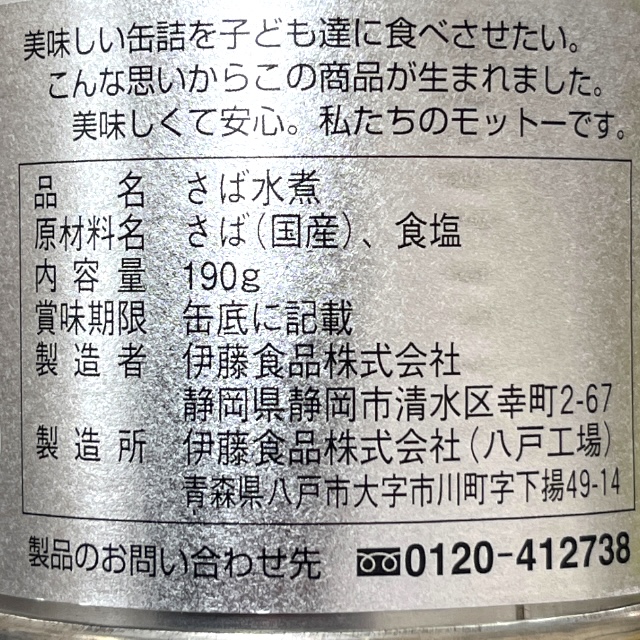 美味しい缶詰を子ども達に食べさせたい。
こんな思いからこの商品が生まれました。
美味しくて安心。私たちのモットーです。
品名 さば水煮
原材料名 さば(国産)、食塩
内容量 190g
賞味期限 缶底に記載
製造者 伊藤食品株式会社
静岡県静岡市清水区幸町2-67
製造所 伊藤食品株式会社(八戸工場)
青森県八戸市大字市川町字下揚49-14
製品のお問い合わせ先 0120-412738